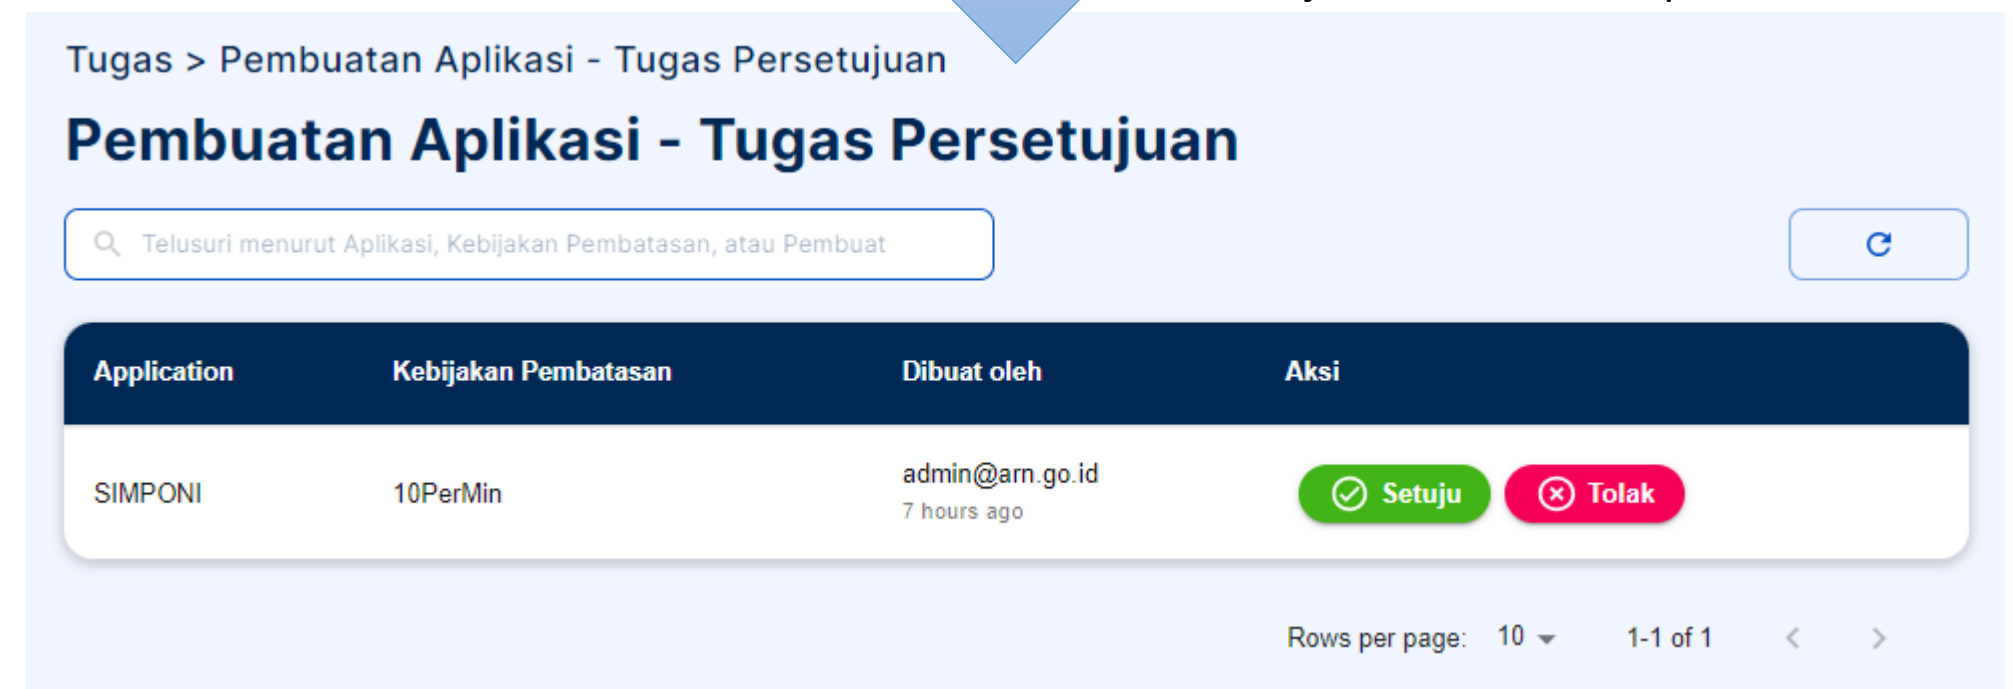 Tugas > Pembuatan Aplikasi - Tugas Persetujuan
Pembuatan Aplikasi - Tugas Persetujuan
Telusuri menurut Aplikasi, Kebijakan Pembatasan, atau Pembuat
Application Kebijakan Pembatasan Dibuat oleh Aksi
SIMPONI 10PerMin admin@arn.go.id Setuju Tolak
7 hours ago
Rows per page: 10 1-1 of 1